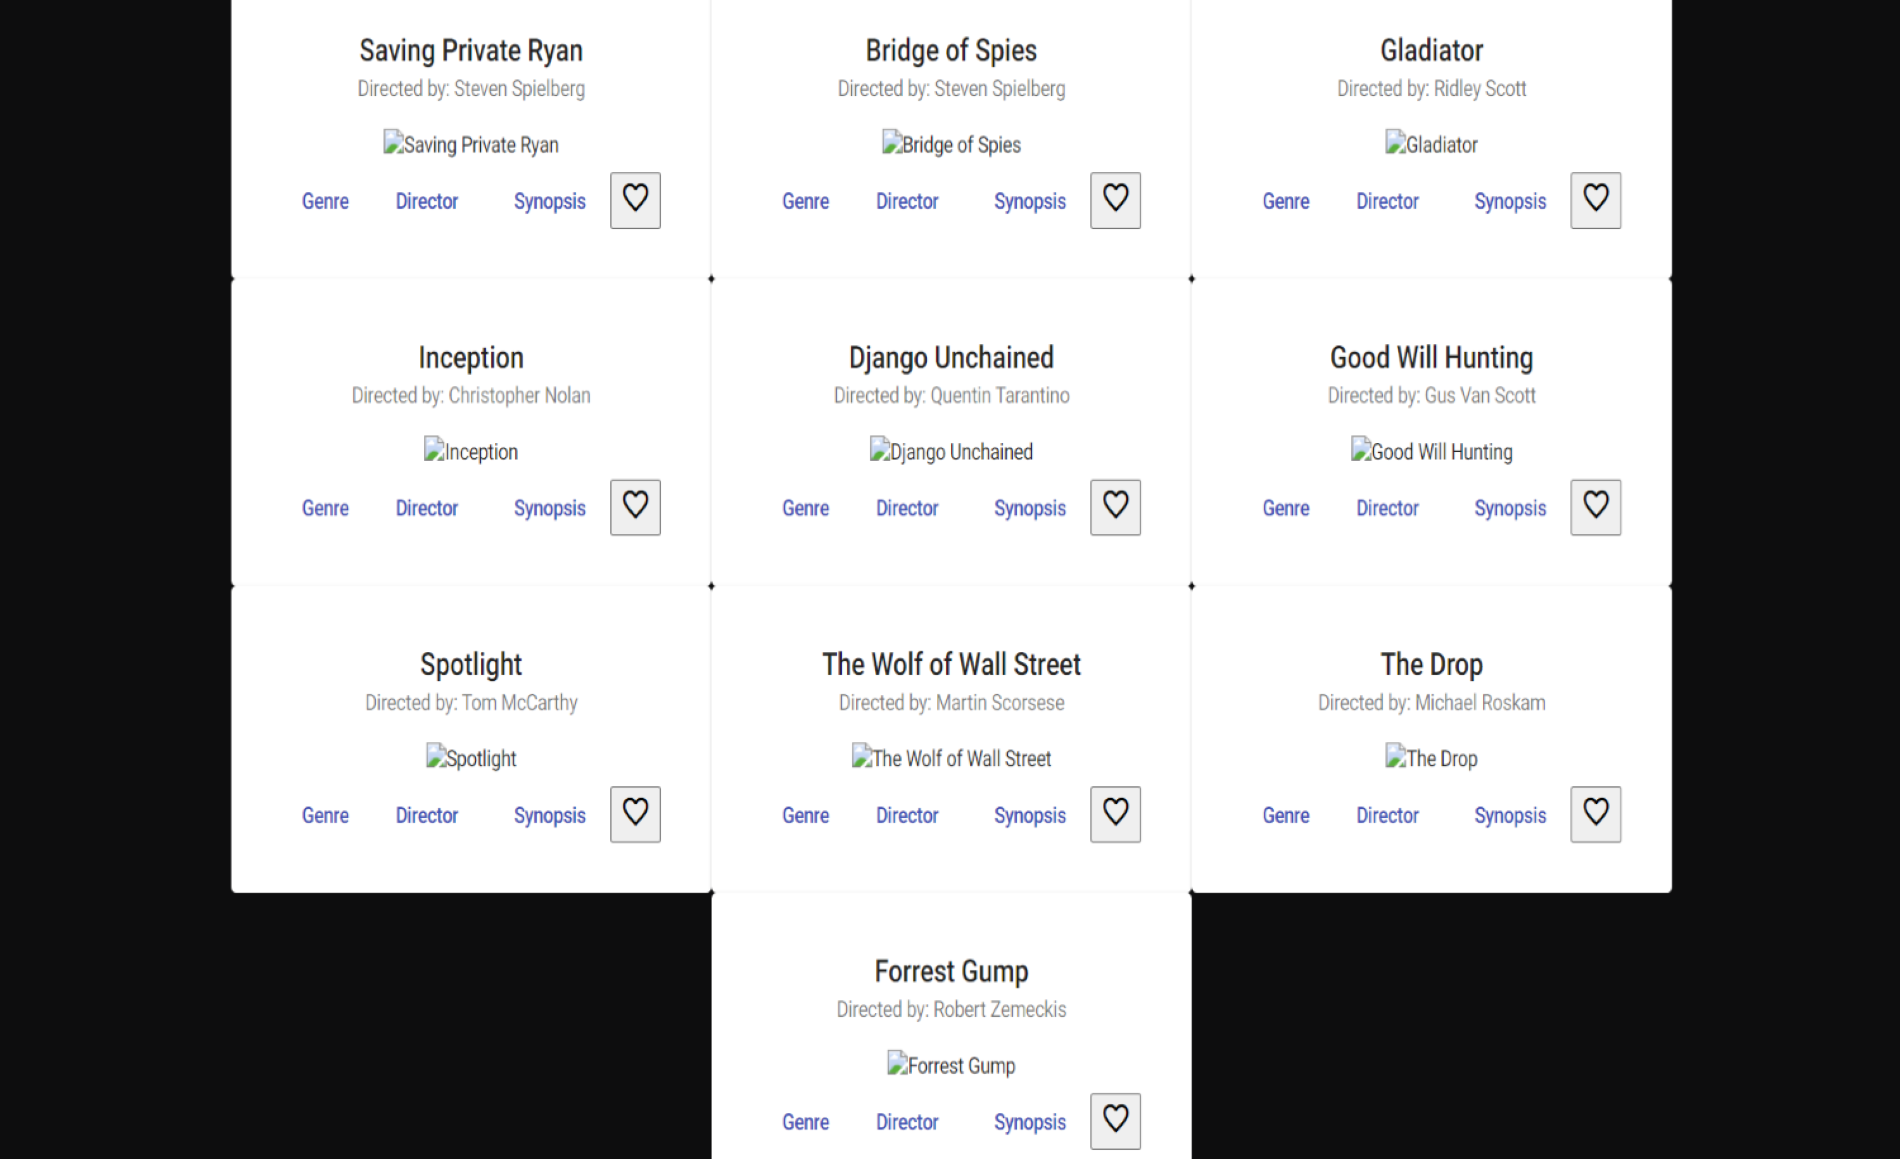 Saving Private Ryan
Directed by: Steven Spielberg
Saving Private Ryan
Genre Director Synopsis
Bridge of Spies
Directed by: Steven Spielberg
Bridge of Spies
Genre Director Synopsis
Gladiator
Directed by: Ridley Scott
Gladiator
Genre Director Synopsis
Inception
Directed by: Christopher Nolan
Inception
Genre Director Synopsis
Django Unchained
Directed by: Quentin Tarantino
Django Unchained
Genre Director Synopsis
Good Will Hunting
Directed by: Gus Van Scott
Good Will Hunting
Genre Director Synopsis
Spotlight
Directed by: Tom McCarthy
Spotlight
Genre Director Synopsis
The Wolf of Wall Street
Directed by: Martin Scorsese
The Wolf of Wall Street
Genre Director Synopsis
The Drop
Directed by: Michael Roskam
The Drop
Genre Director Synopsis
Forrest Gump
Directed by: Robert Zemeckis
Forrest Gump
Genre Director Synopsis